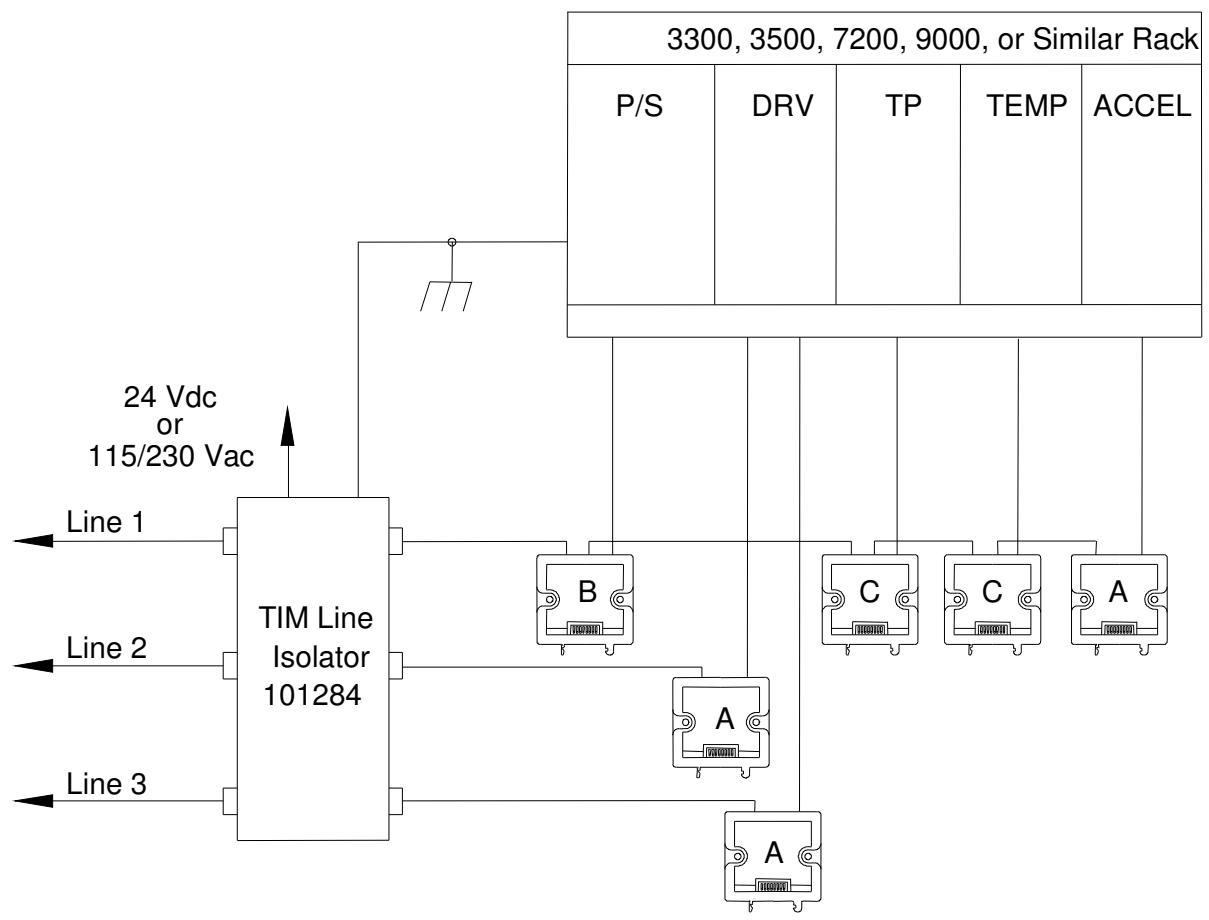 3300, 3500, 7200, 9000, or Similar Rack
P/S
DRV
TP
TEMP
ACCEL
24 Vdc
or
115/230 Vac
Line 1
Line 2
Line 3
TIM Line
Isolator
101284
B
C
C
A
A
A